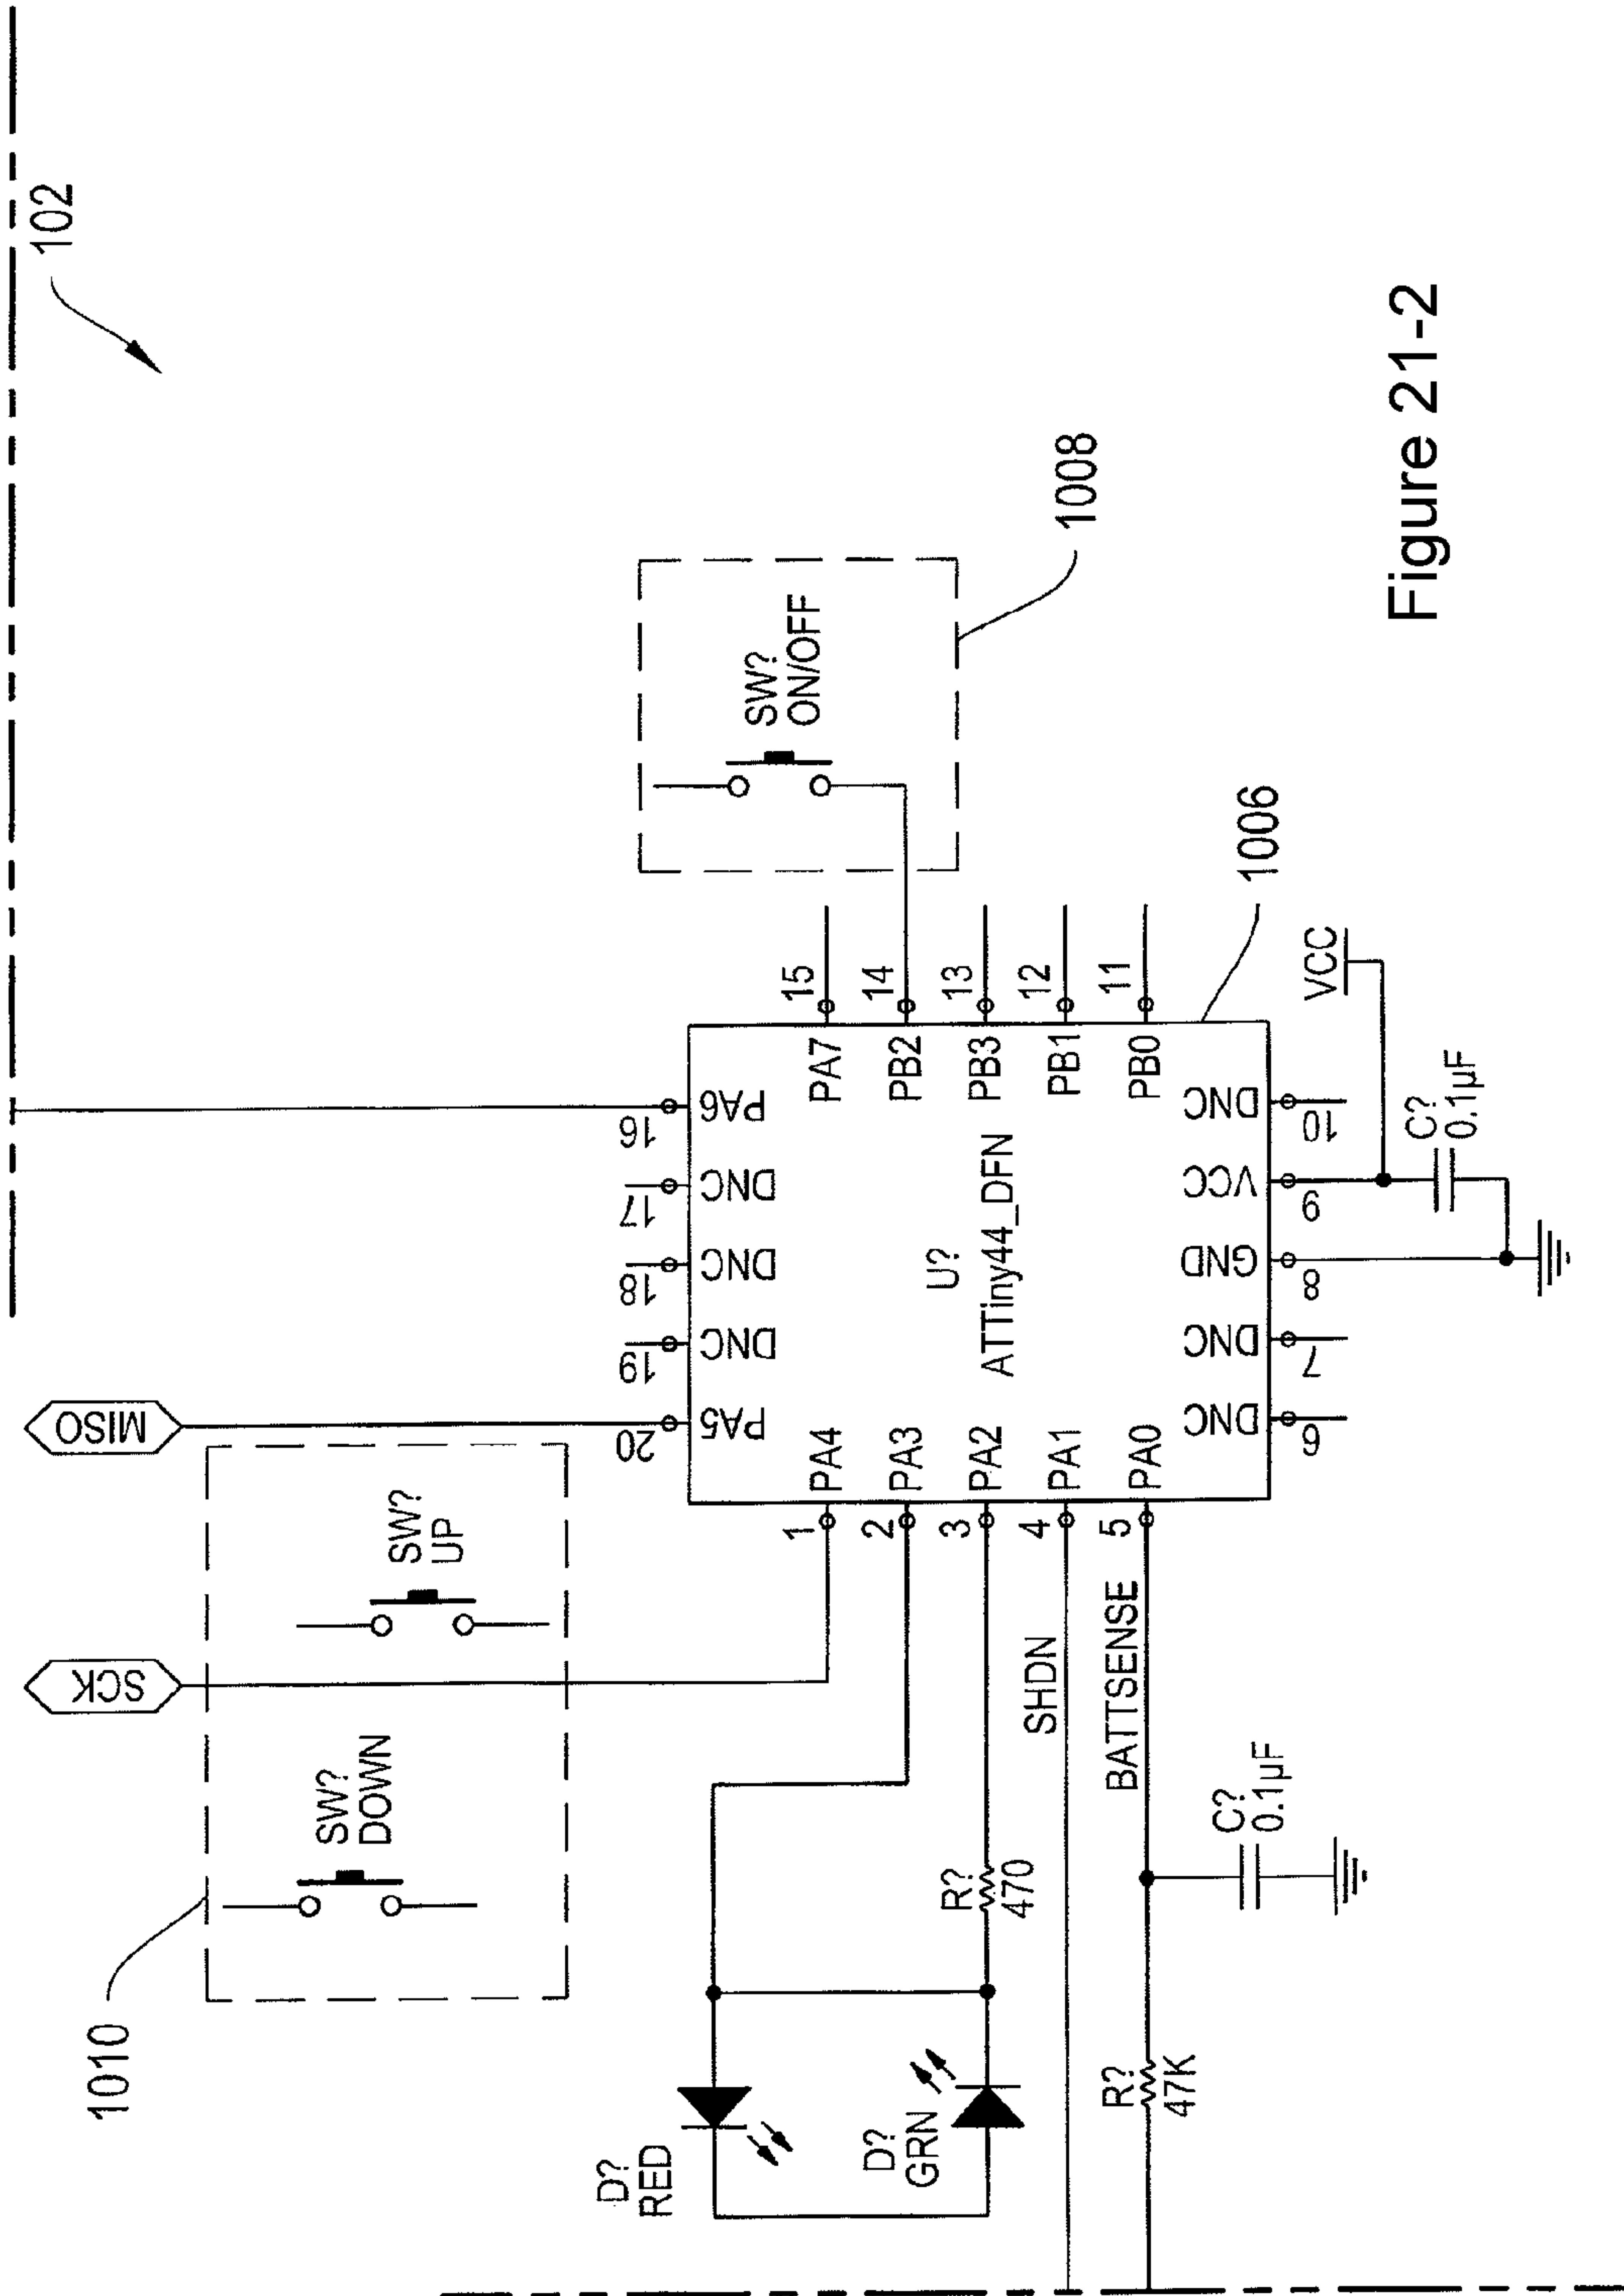 102
MISO
SCK
1010
SW?
DOWN
SW?
UP
SW?
ON/OFF
1008
20
19
18
17
16
PA5
DNC
DNC
DNC
PA6
1
2
3
4
5
PA4
PA3
PA2
PA1
PA0
U?
ATTiny44_DFN
PA7
PB2
PB3
PB1
PB0
15
14
13
12
11
DNC
DNC
GND
VCC
DNC
6
7
8
9
10
1006
D?
RED
D?
GRN
R?
470
SHDN
BATTSENSE
R?
47K
C?
0.1µF
VCC
C?
0.1µF
Figure 21-2